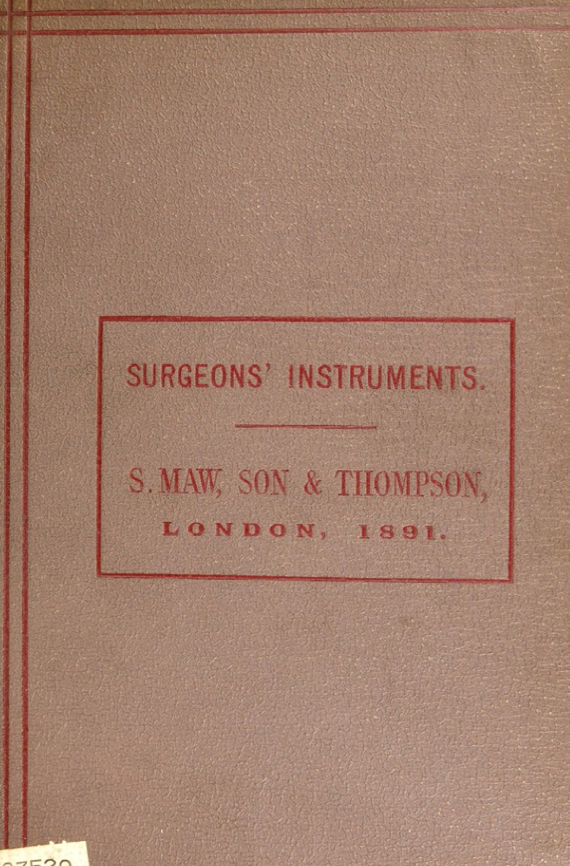 SURGEONS' INSTRUMENTS.
S. MAW, SON & THOMPSON,
LONDON, 1891.